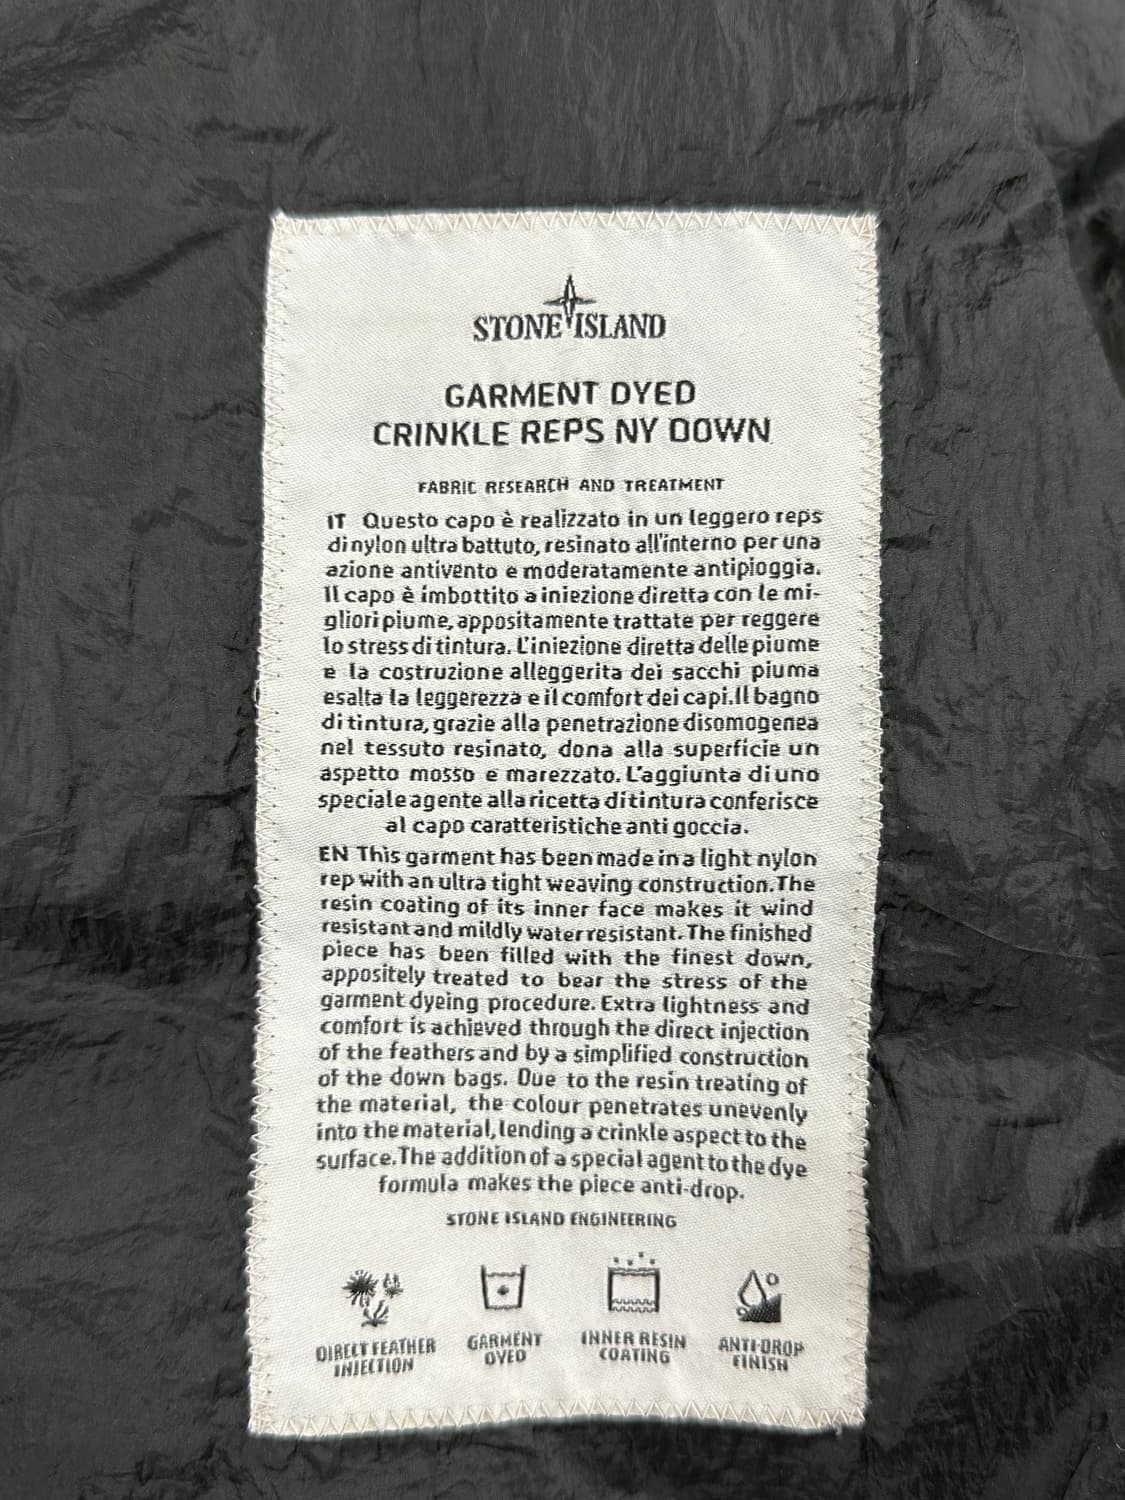 STONE ISLAND
GARMENT DYED
CRINKLE REPS NY DOWN
FABRIC RESEARCH AND TREATMENT
IT Questo capo è realizzato in un leggero reps
di nylon ultra battuto, resinato all'interno per una
azione antivento e moderatamente antipioggia.
Il capo è imbottito a iniezione diretta con le mi-
gliori piume, appositamente trattate per reggere
lo stress di tintura. L'iniezione diretta delle piume
e la costruzione alleggerita dei sacchi piuma
esalta la leggerezza e il comfort dei capi. Il bagno
di tintura, grazie alla penetrazione disomogenea
nel tessuto resinato, dona alla superficie un
aspetto mosso e marezzato. L'aggiunta di uno
speciale agente alla ricetta di tintura conferisce
al capo caratteristiche anti goccia.
EN This garment has been made in a light nylon
rep with an ultra tight weaving construction. The
resin coating of its inner face makes it wind
resistant and mildly water resistant. The finished
piece has been filled with the finest down,
appositely treated to bear the stress of the
garment dyeing procedure. Extra lightness and
comfort is achieved through the direct injection
of the feathers and by a simplified construction
of the down bags. Due to the resin treating of
the material, the colour penetrates unevenly
into the material, lending a crinkle aspect to the
surface. The addition of a special agent to the dye
formula makes the piece anti-drop.
STONE ISLAND ENGINEERING
DIRECT FEATHER INJECTION
GARMENT DYED
INNER RESIN COATING
ANTI-DROP FINISH